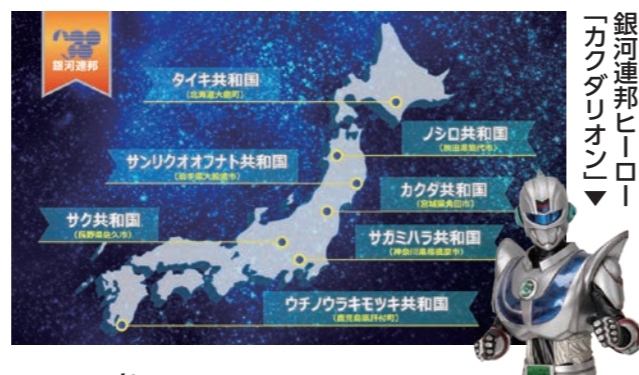 銀河連邦
タイキ共和国
(北海道大樹町)
ノシロ共和国
(秋田県能代市)
サンリクオオフナト共和国
(岩手県大船渡市)
カクダ共和国
(宮城県角田市)
サク共和国
(長野県佐久市)
サガミハラ共和国
(神奈川県相模原市)
ウチノウラキモツキ共和国
(鹿児島県肝付町)
銀河連邦ヒーロー
「カクダリオン」▼